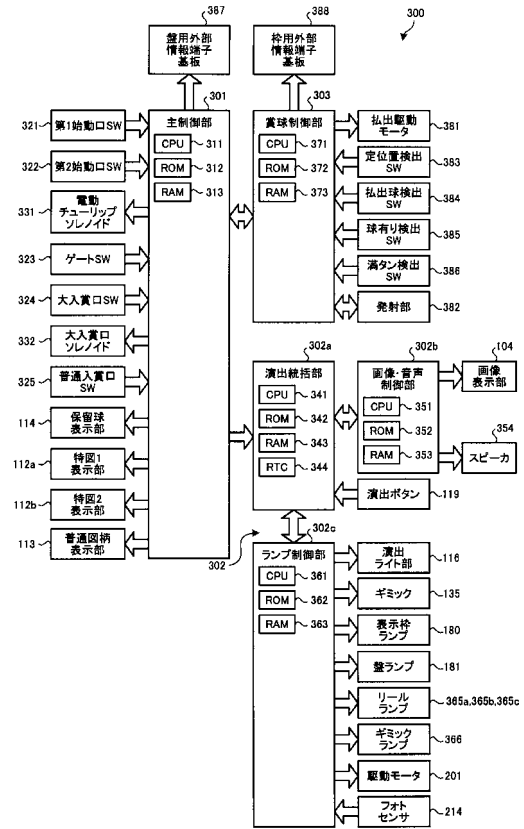 387
388
300
盤用外部
情報端子
基板
枠用外部
情報端子
基板
301
303
主制御部
CPU
311
ROM
312
RAM
313
賞球制御部
CPU
371
ROM
372
RAM
373
321
第1始動口SW
322
第2始動口SW
331
電動
チューリップ
ソレノイド
323
ゲートSW
324
大入賞口SW
332
大入賞口
ソレノイド
325
普通入賞口
SW
114
保留球
表示部
112a
特図1
表示部
112b
特図2
表示部
113
普通図柄
表示部
払出駆動
モータ
381
定位置検出
SW
383
払出球検出
SW
384
球有り検出
SW
385
満タン検出
SW
386
発射部
382
302a
302b
104
演出統括部
CPU
341
ROM
342
RAM
343
RTC
344
画像・音声
制御部
CPU
351
ROM
352
RAM
353
画像
表示部
354
スピーカ
演出ボタン
119
302
302c
ランプ制御部
CPU
361
ROM
362
RAM
363
演出
ライト部
116
ギミック
135
表示枠
ランプ
180
盤ランプ
181
リール
ランプ
365a,365b,365c
ギミック
ランプ
366
駆動モータ
201
フォト
センサ
214